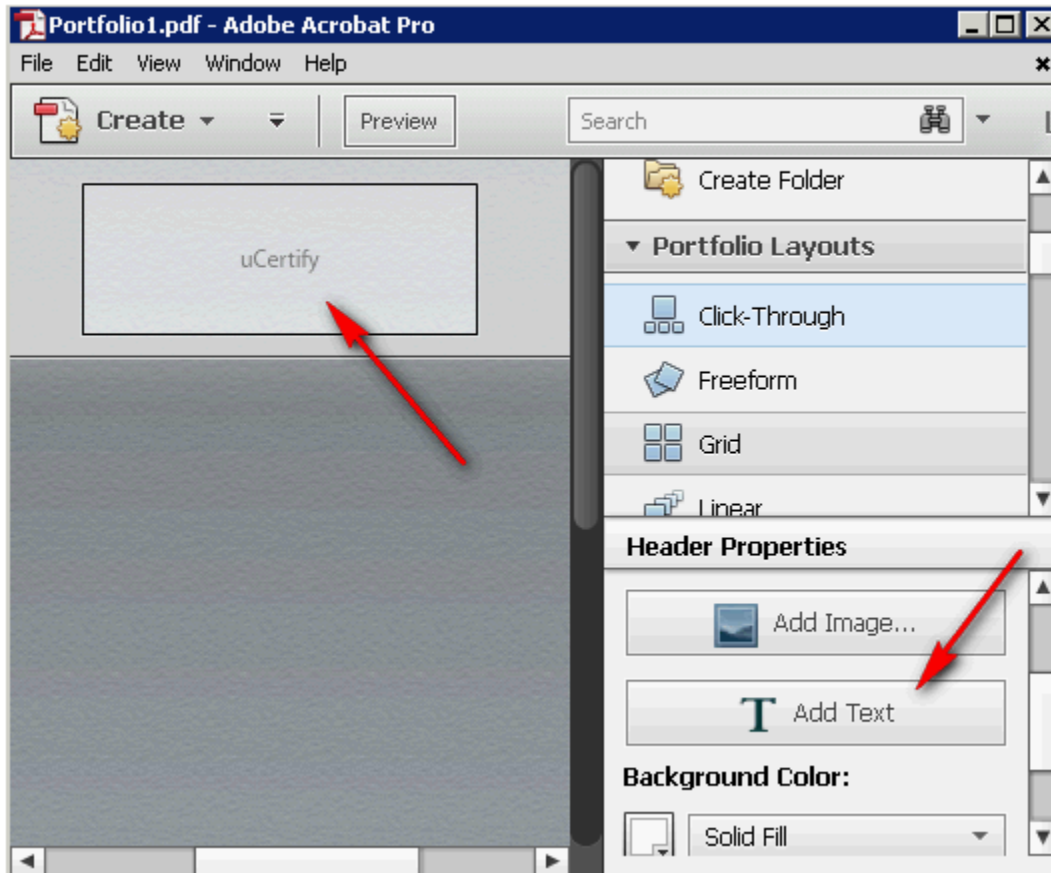 Portfolio1.pdf - Adobe Acrobat Pro
File Edit View Window Help
Create Preview Search
uCertify
Create Folder
Portfolio Layouts
Click-Through
Freeform
Grid
Linear
Header Properties
Add Image...
T Add Text
Background Color:
Solid Fill